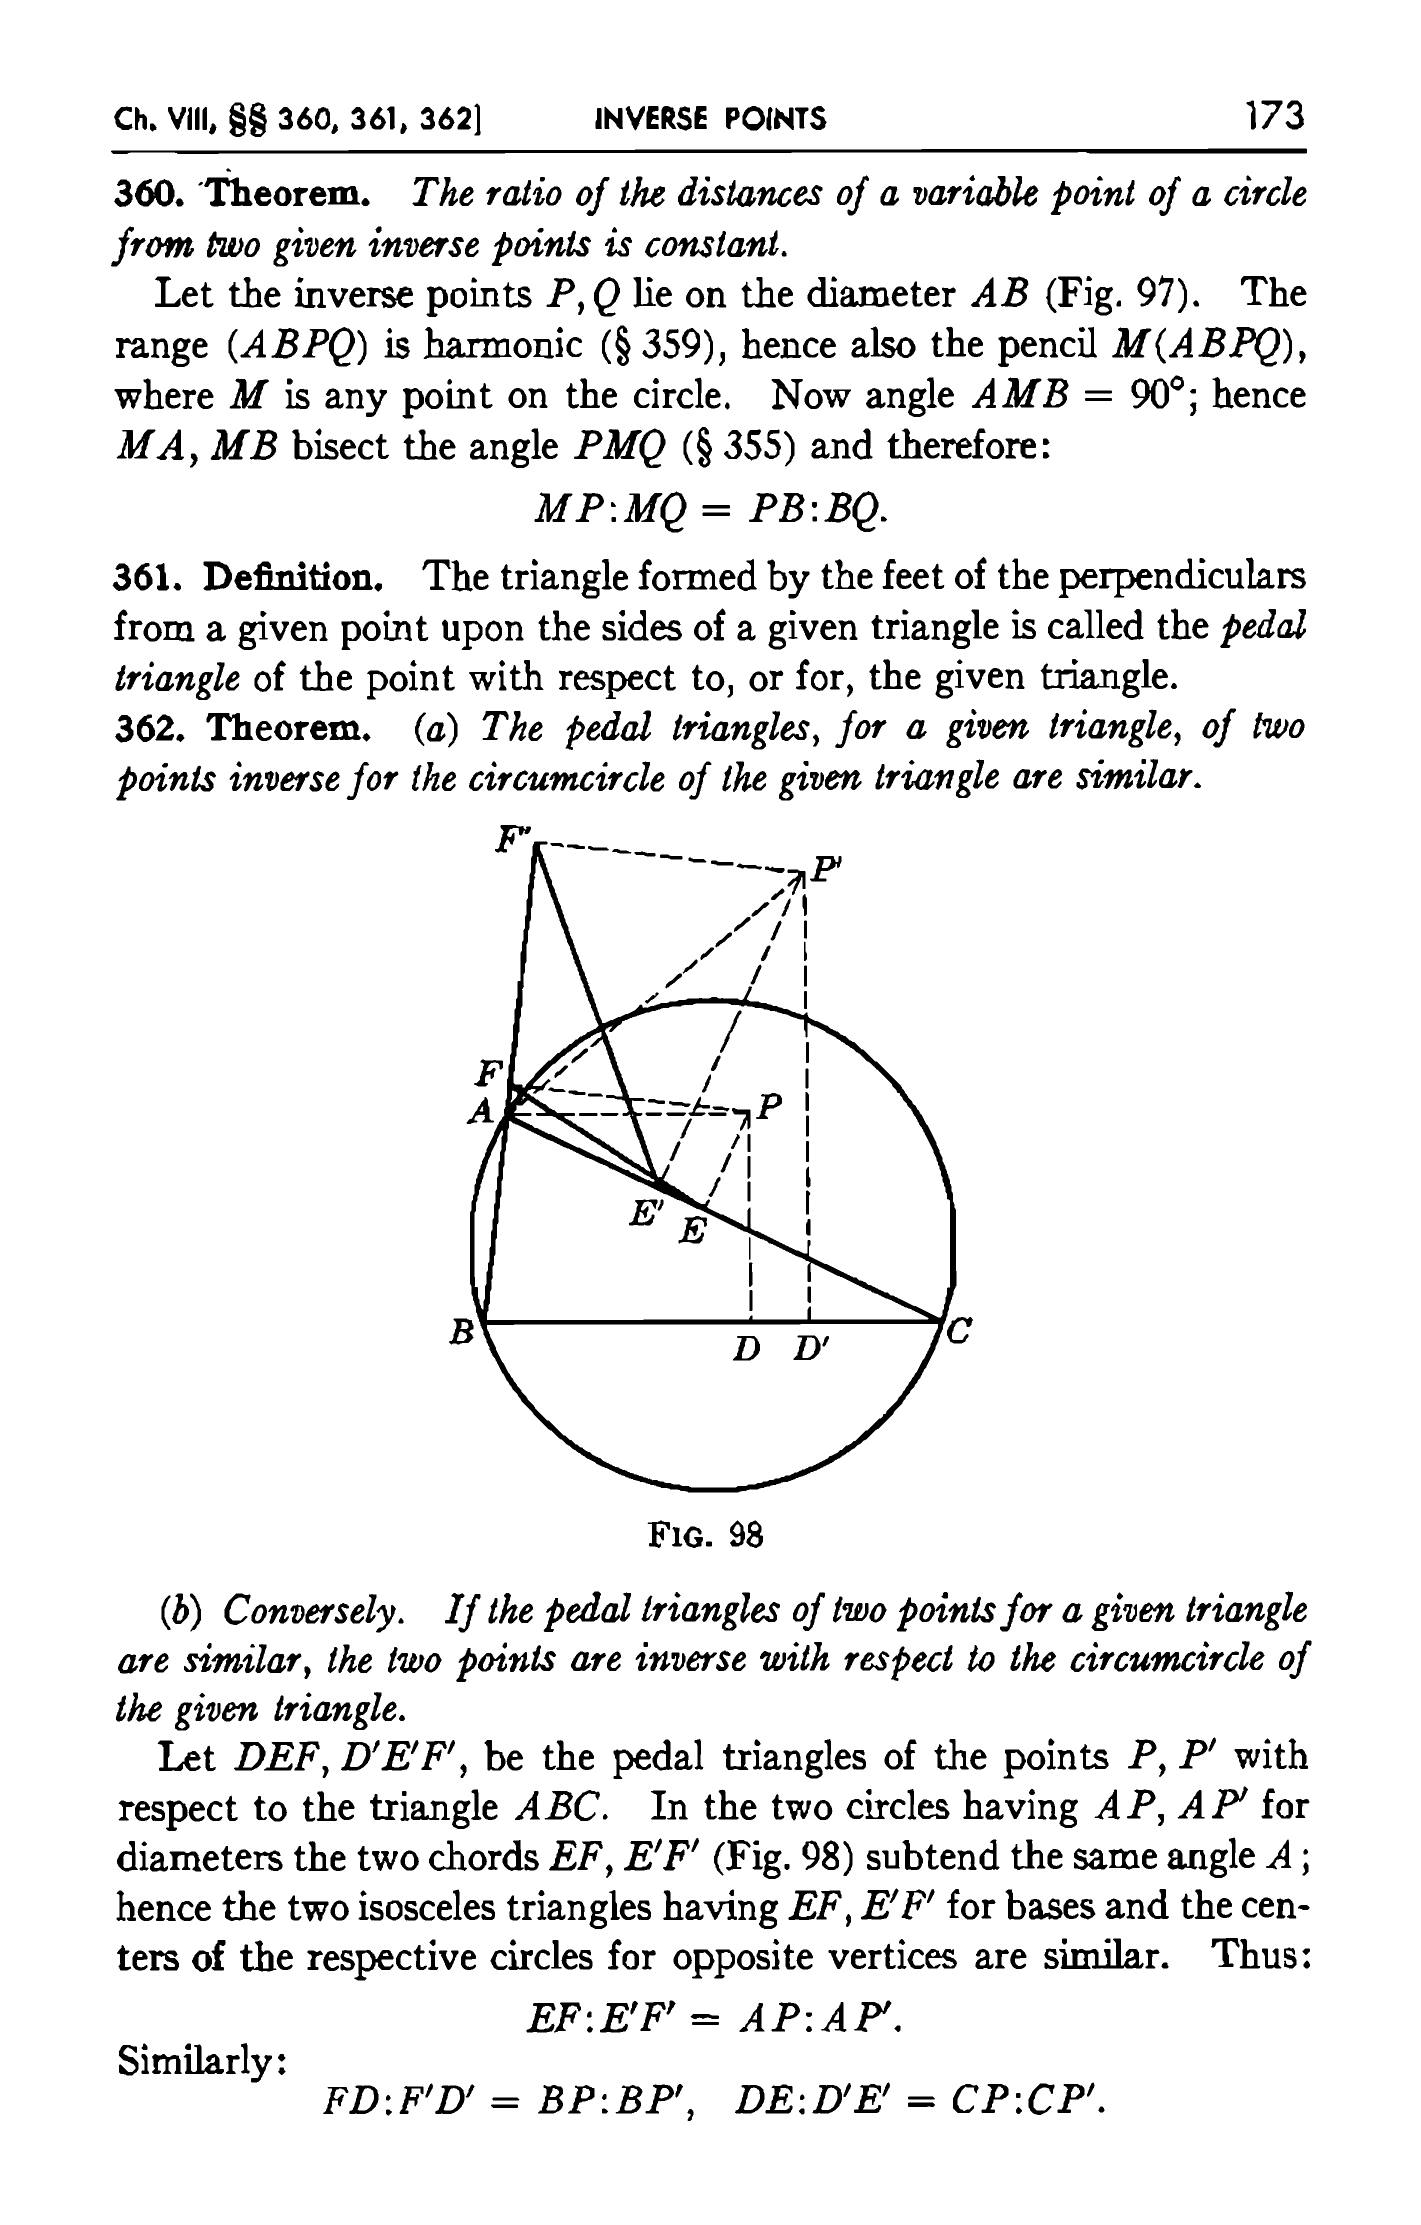 Ch. VIII, §§ 360, 361, 362] INVERSE POINTS 173
360. Theorem. The ratio of the distances of a variable point of a circle
from two given inverse points is constant.
Let the inverse points P, Q lie on the diameter AB (Fig. 97). The
range (ABPQ) is harmonic (§ 359), hence also the pencil M(ABPQ),
where M is any point on the circle. Now angle AMB = 90°; hence
MA, MB bisect the angle PMQ (§ 355) and therefore:
MP:MQ = PB:BQ.
361. Definition. The triangle formed by the feet of the perpendiculars
from a given point upon the sides of a given triangle is called the pedal
triangle of the point with respect to, or for, the given triangle.
362. Theorem. (a) The pedal triangles, for a given triangle, of two
points inverse for the circumcircle of the given triangle are similar.
F"
P'
F
A
P
E'
E
B
D
D'
C
FIG. 98
(b) Conversely. If the pedal triangles of two points for a given triangle
are similar, the two points are inverse with respect to the circumcircle of
the given triangle.
Let DEF, D'E'F', be the pedal triangles of the points P, P' with
respect to the triangle ABC. In the two circles having AP, AP' for
diameters the two chords EF, E'F' (Fig. 98) subtend the same angle A;
hence the two isosceles triangles having EF, E'F' for bases and the cen-
ters of the respective circles for opposite vertices are similar. Thus:
EF:E'F' = AP:AP'.
Similarly:
FD:F'D' = BP:BP', DE:D'E' = CP:CP'.